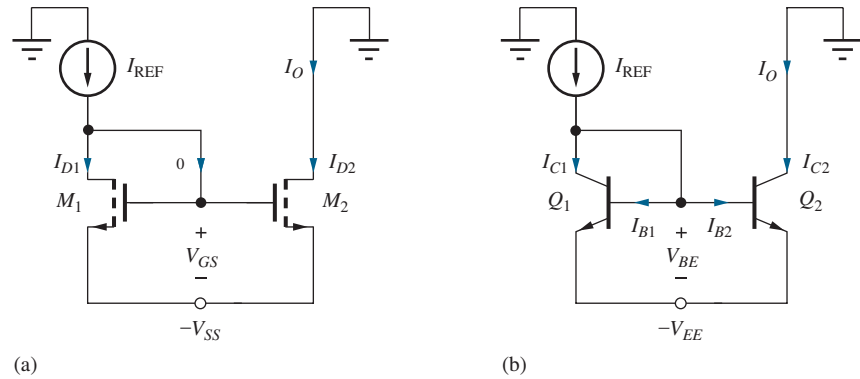 I_REF
I_O
I_D1
0
I_D2
M_1
M_2
+
V_GS
−
−V_SS
(a)
I_REF
I_O
I_C1
I_C2
Q_1
Q_2
I_B1
I_B2
+
V_BE
−
−V_EE
(b)